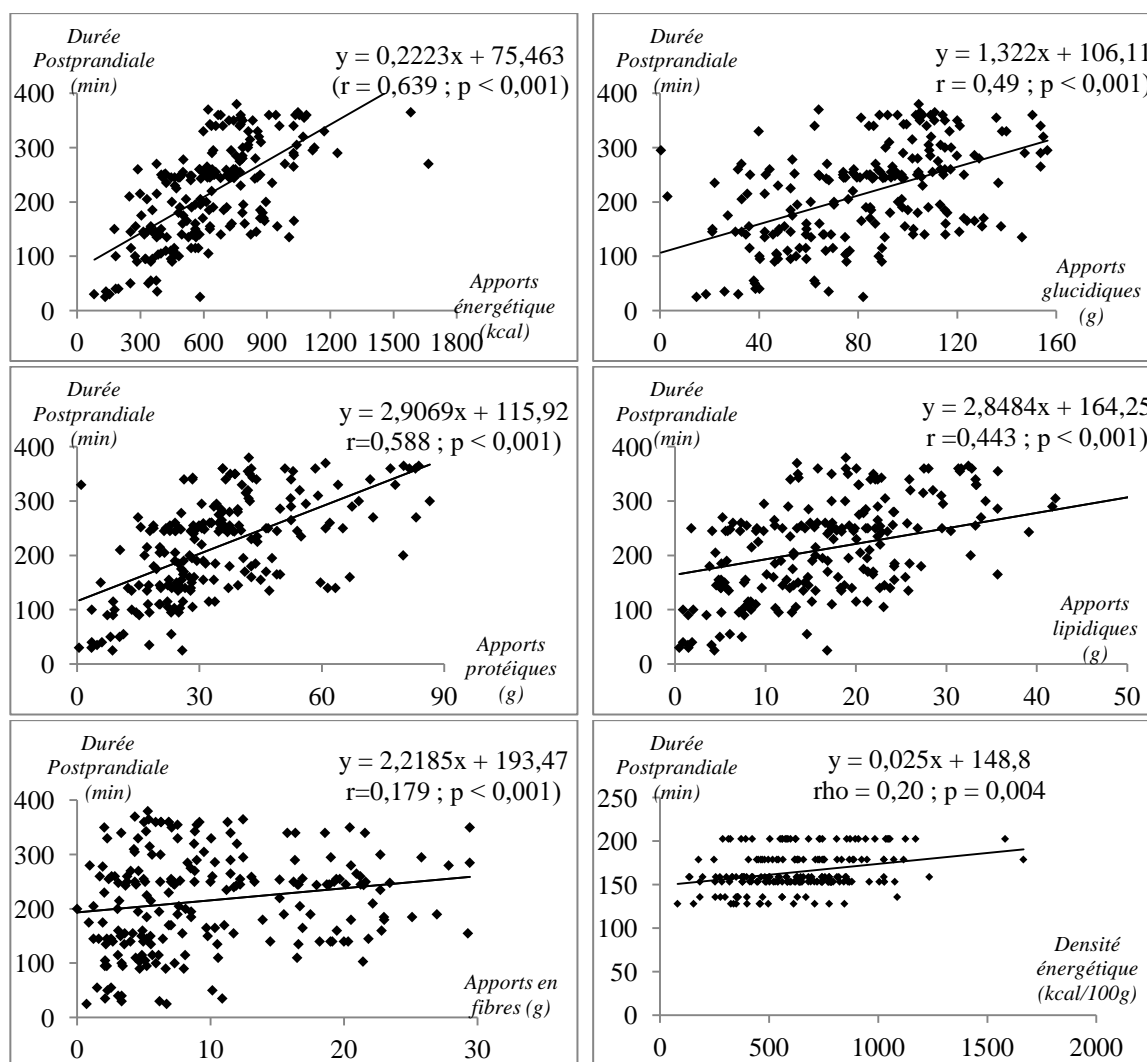 Durée
Postprandiale
(min)
y = 0,2223x + 75,463
(r = 0,639 ; p < 0,001)
400
300
200
100
0
Apports
énergétique
(kcal)
0 300 600 900 1200 1500 1800
Durée
Postprandiale
(min)
y = 1,322x + 106,11
r = 0,49 ; p < 0,001)
400
300
200
100
0
Apports
glucidiques
(g)
0 40 80 120 160
Durée
Postprandiale
(min)
y = 2,9069x + 115,92
r=0,588 ; p < 0,001)
400
300
200
100
0
Apports
protéiques
(g)
0 30 60 90
Durée
Postprandiale
(min)
y = 2,8484x + 164,25
r =0,443 ; p < 0,001)
400
300
200
100
0
Apports
lipidiques
(g)
0 10 20 30 40 50
Durée
Postprandiale
(min)
y = 2,2185x + 193,47
r=0,179 ; p < 0,001)
400
300
200
100
0
Apports en
fibres (g)
0 10 20 30
Durée
Postprandiale
(min)
y = 0,025x + 148,8
rho = 0,20 ; p = 0,004
250
200
150
100
50
0
Densité
énergétique
(kcal/100g)
0 500 1000 1500 2000